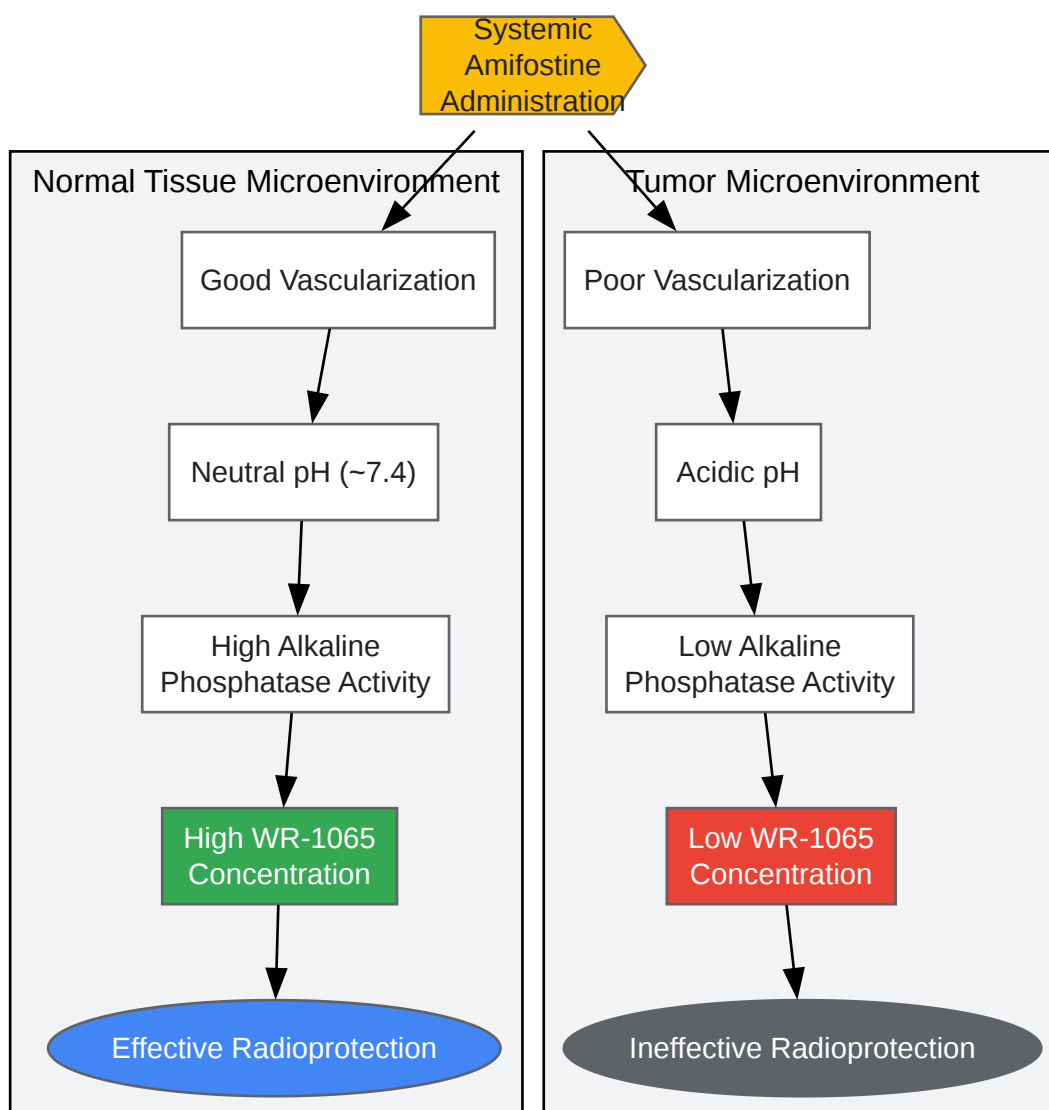 Systemic
Amifostine
Administration
Normal Tissue Microenvironment
Good Vascularization
Neutral pH (~7.4)
High Alkaline
Phosphatase Activity
High WR-1065
Concentration
Effective Radioprotection
Tumor Microenvironment
Poor Vascularization
Acidic pH
Low Alkaline
Phosphatase Activity
Low WR-1065
Concentration
Ineffective Radioprotection